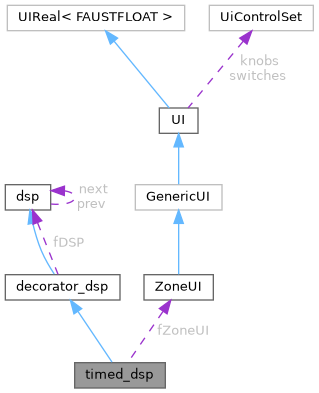 UIReal< FAUSTFLOAT >
UiControlSet
knobs
switches
UI
dsp
next
prev
GenericUI
fDSP
decorator_dsp
ZoneUI
fZoneUI
timed_dsp